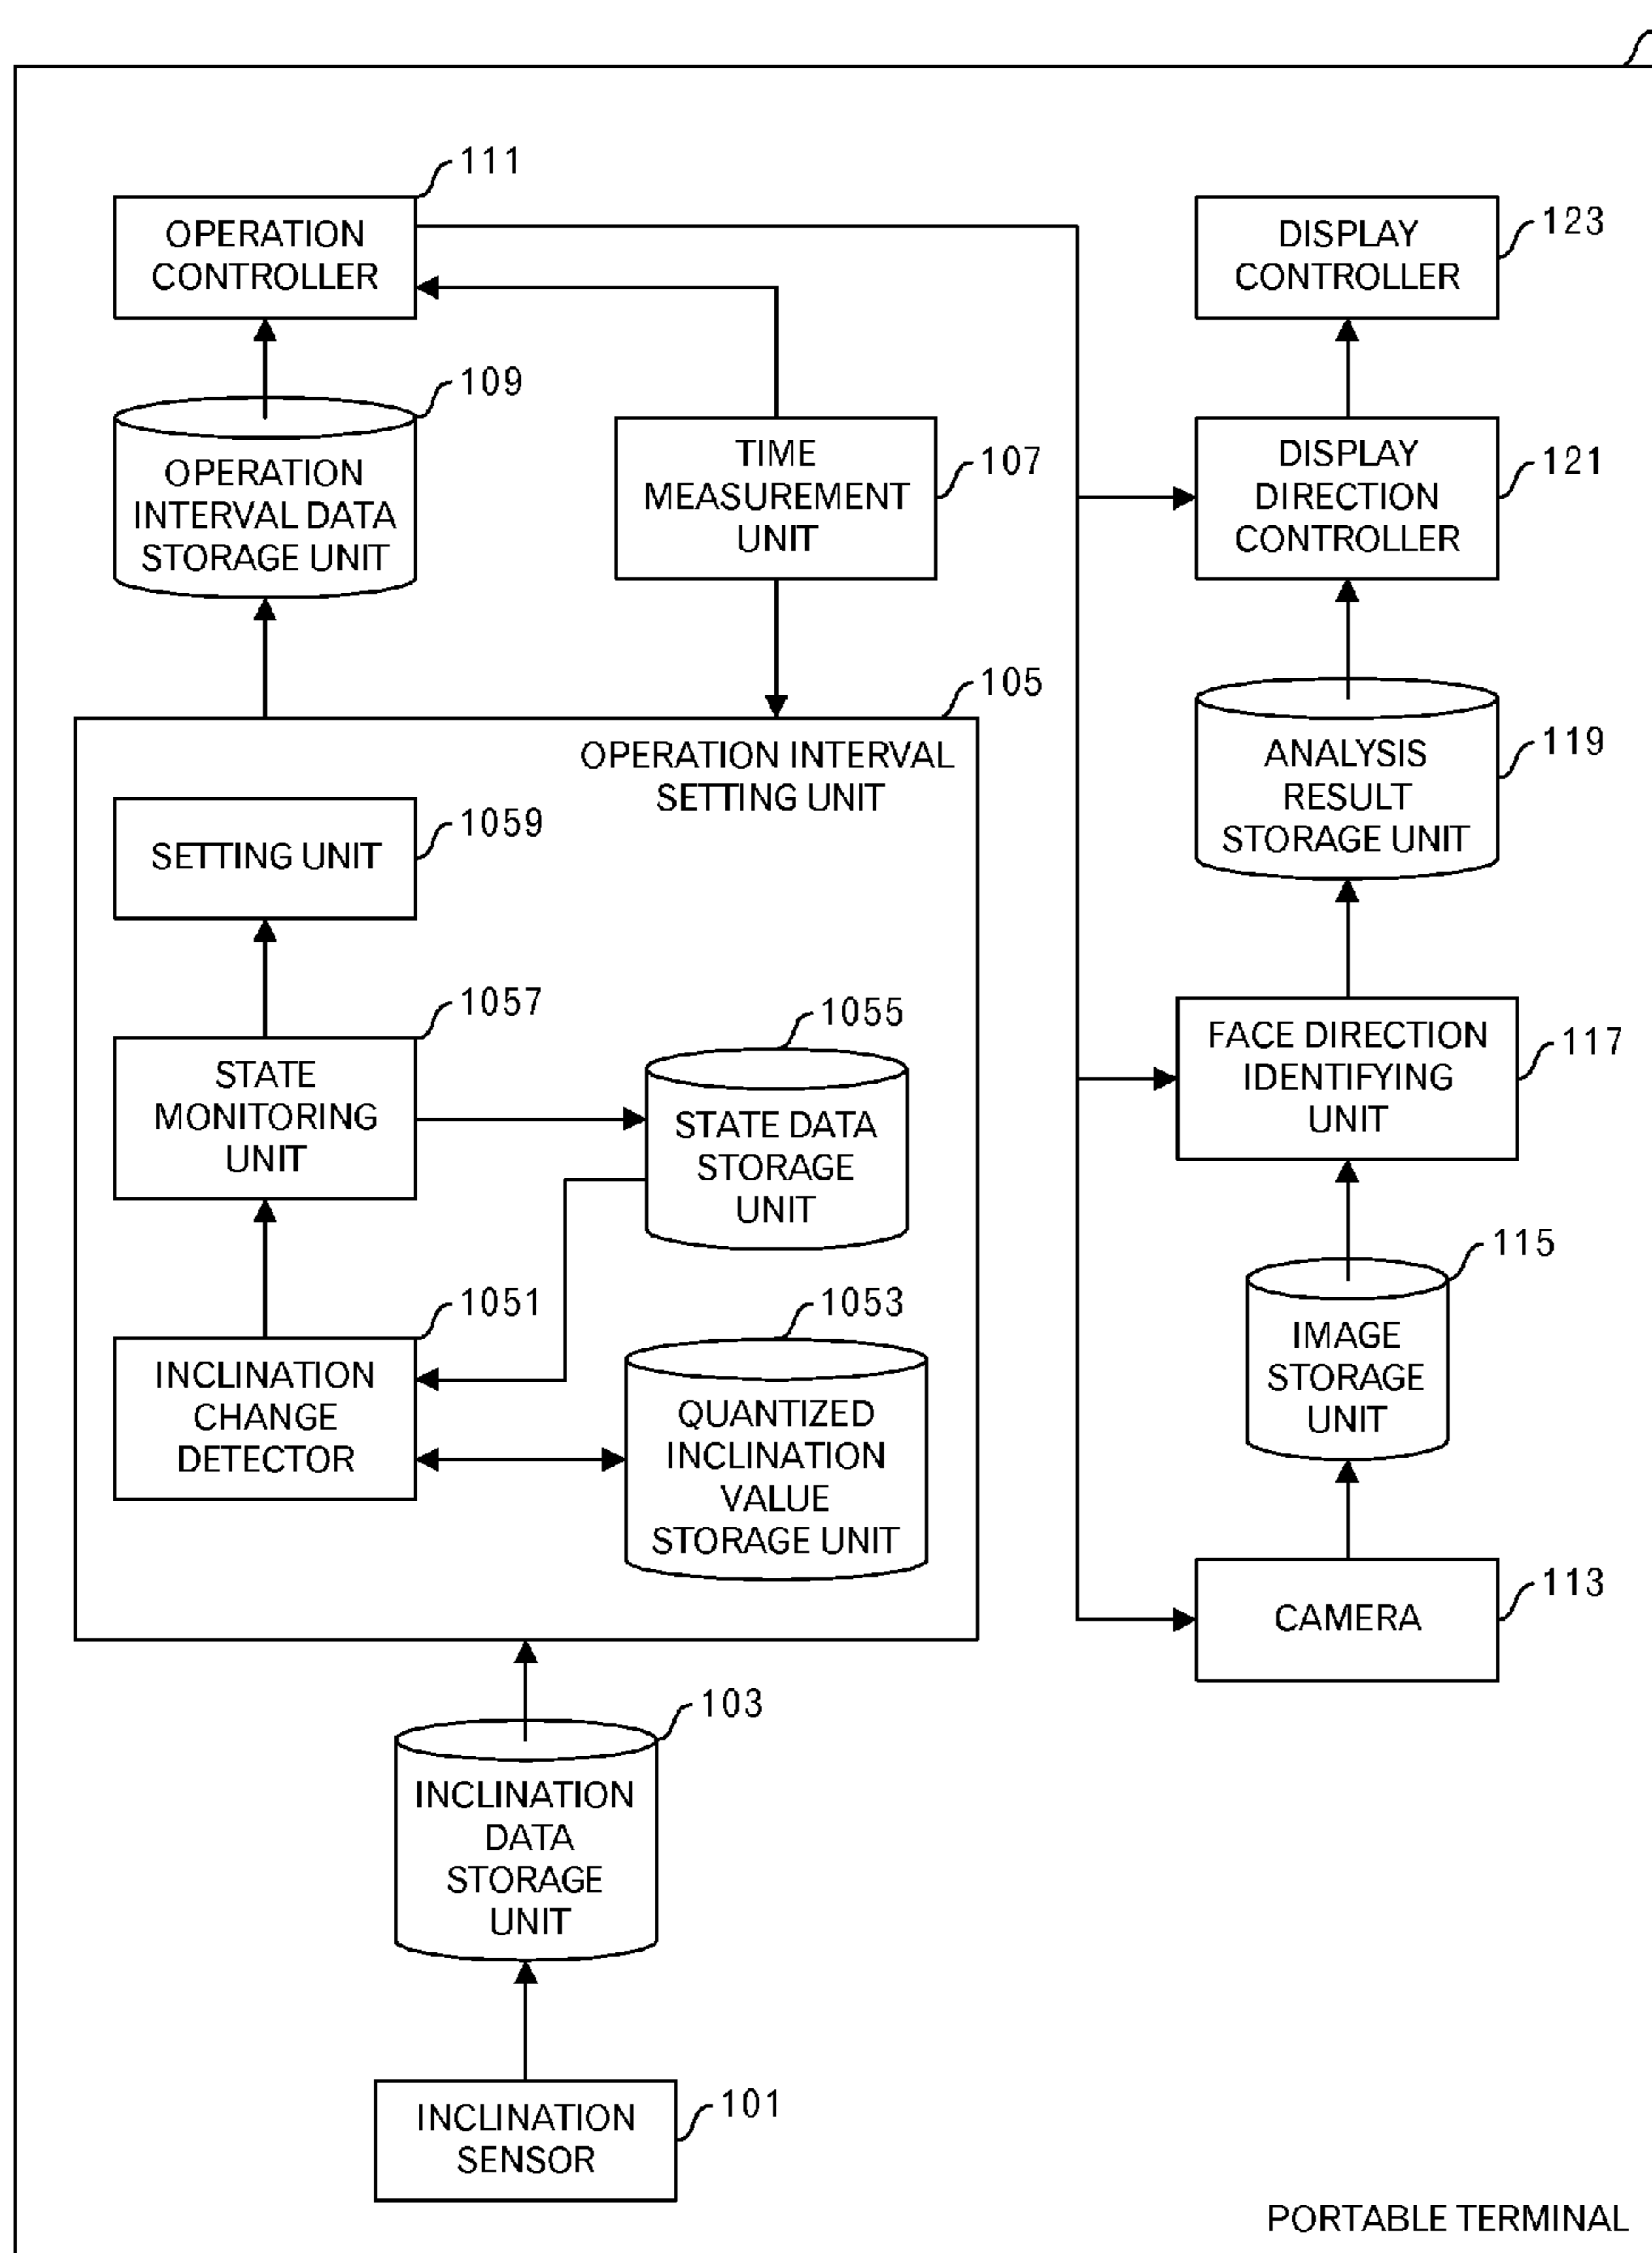 111
OPERATION
CONTROLLER
109
OPERATION
INTERVAL DATA
STORAGE UNIT
TIME
MEASUREMENT
UNIT
107
105
OPERATION INTERVAL
SETTING UNIT
1059
SETTING UNIT
1057
STATE
MONITORING
UNIT
1055
STATE DATA
STORAGE
UNIT
1051
INCLINATION
CHANGE
DETECTOR
1053
QUANTIZED
INCLINATION
VALUE
STORAGE UNIT
103
INCLINATION
DATA
STORAGE
UNIT
101
INCLINATION
SENSOR
123
DISPLAY
CONTROLLER
121
DISPLAY
DIRECTION
CONTROLLER
119
ANALYSIS
RESULT
STORAGE UNIT
117
FACE DIRECTION
IDENTIFYING
UNIT
115
IMAGE
STORAGE
UNIT
113
CAMERA
PORTABLE TERMINAL